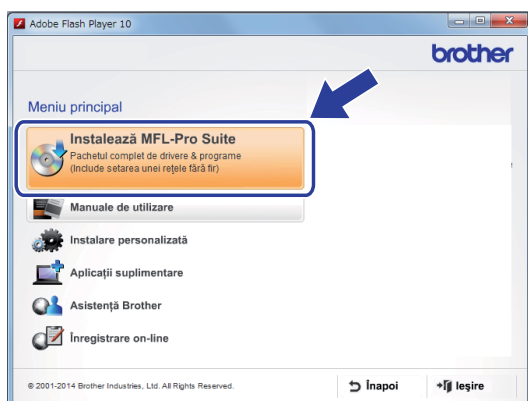 Adobe Flash Player 10
brother
Meniu principal
Instalează MFL-Pro Suite
Pachetul complet de drivere & programe
(Include setarea unei rețele fără fir)
Manuale de utilizare
Instalare personalizată
Aplicații suplimentare
Asistență Brother
Înregistrare on-line
© 2001-2014 Brother Industries, Ltd. All Rights Reserved.
Înapoi
Ieșire